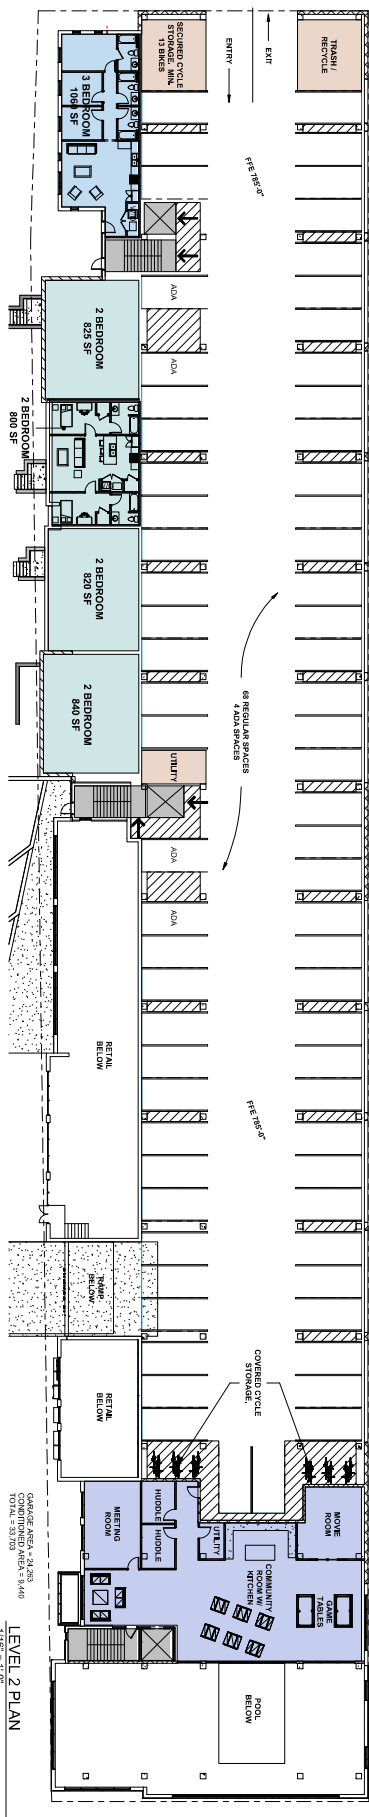 SECURED CYCLE
STORAGE, MIN.
13 BIKES
ENTRY
EXIT
TRASH /
RECYCLE
3 BEDROOM
1060 SF
FFE 785'-0"
ADA
ADA
2 BEDROOM
825 SF
2 BEDROOM
800 SF
2 BEDROOM
820 SF
2 BEDROOM
840 SF
68 REGULAR SPACES
4 ADA SPACES
UTILITY
ADA
ADA
RETAIL
BELOW
FFE 785'-0"
RAMP
BELOW
RETAIL
BELOW
COVERED CYCLE
STORAGE.
MEETING
ROOM
HUDDLE
HUDDLE
UTILITY
COMMUNITY
ROOM W/
KITCHEN
MOVIE
ROOM
GAME
TABLES
POOL
BELOW
GARAGE AREA = 24,263
CONDITIONED AREA = 9,440
TOTAL = 33,703
LEVEL 2 PLAN
1/16" = 1'-0"